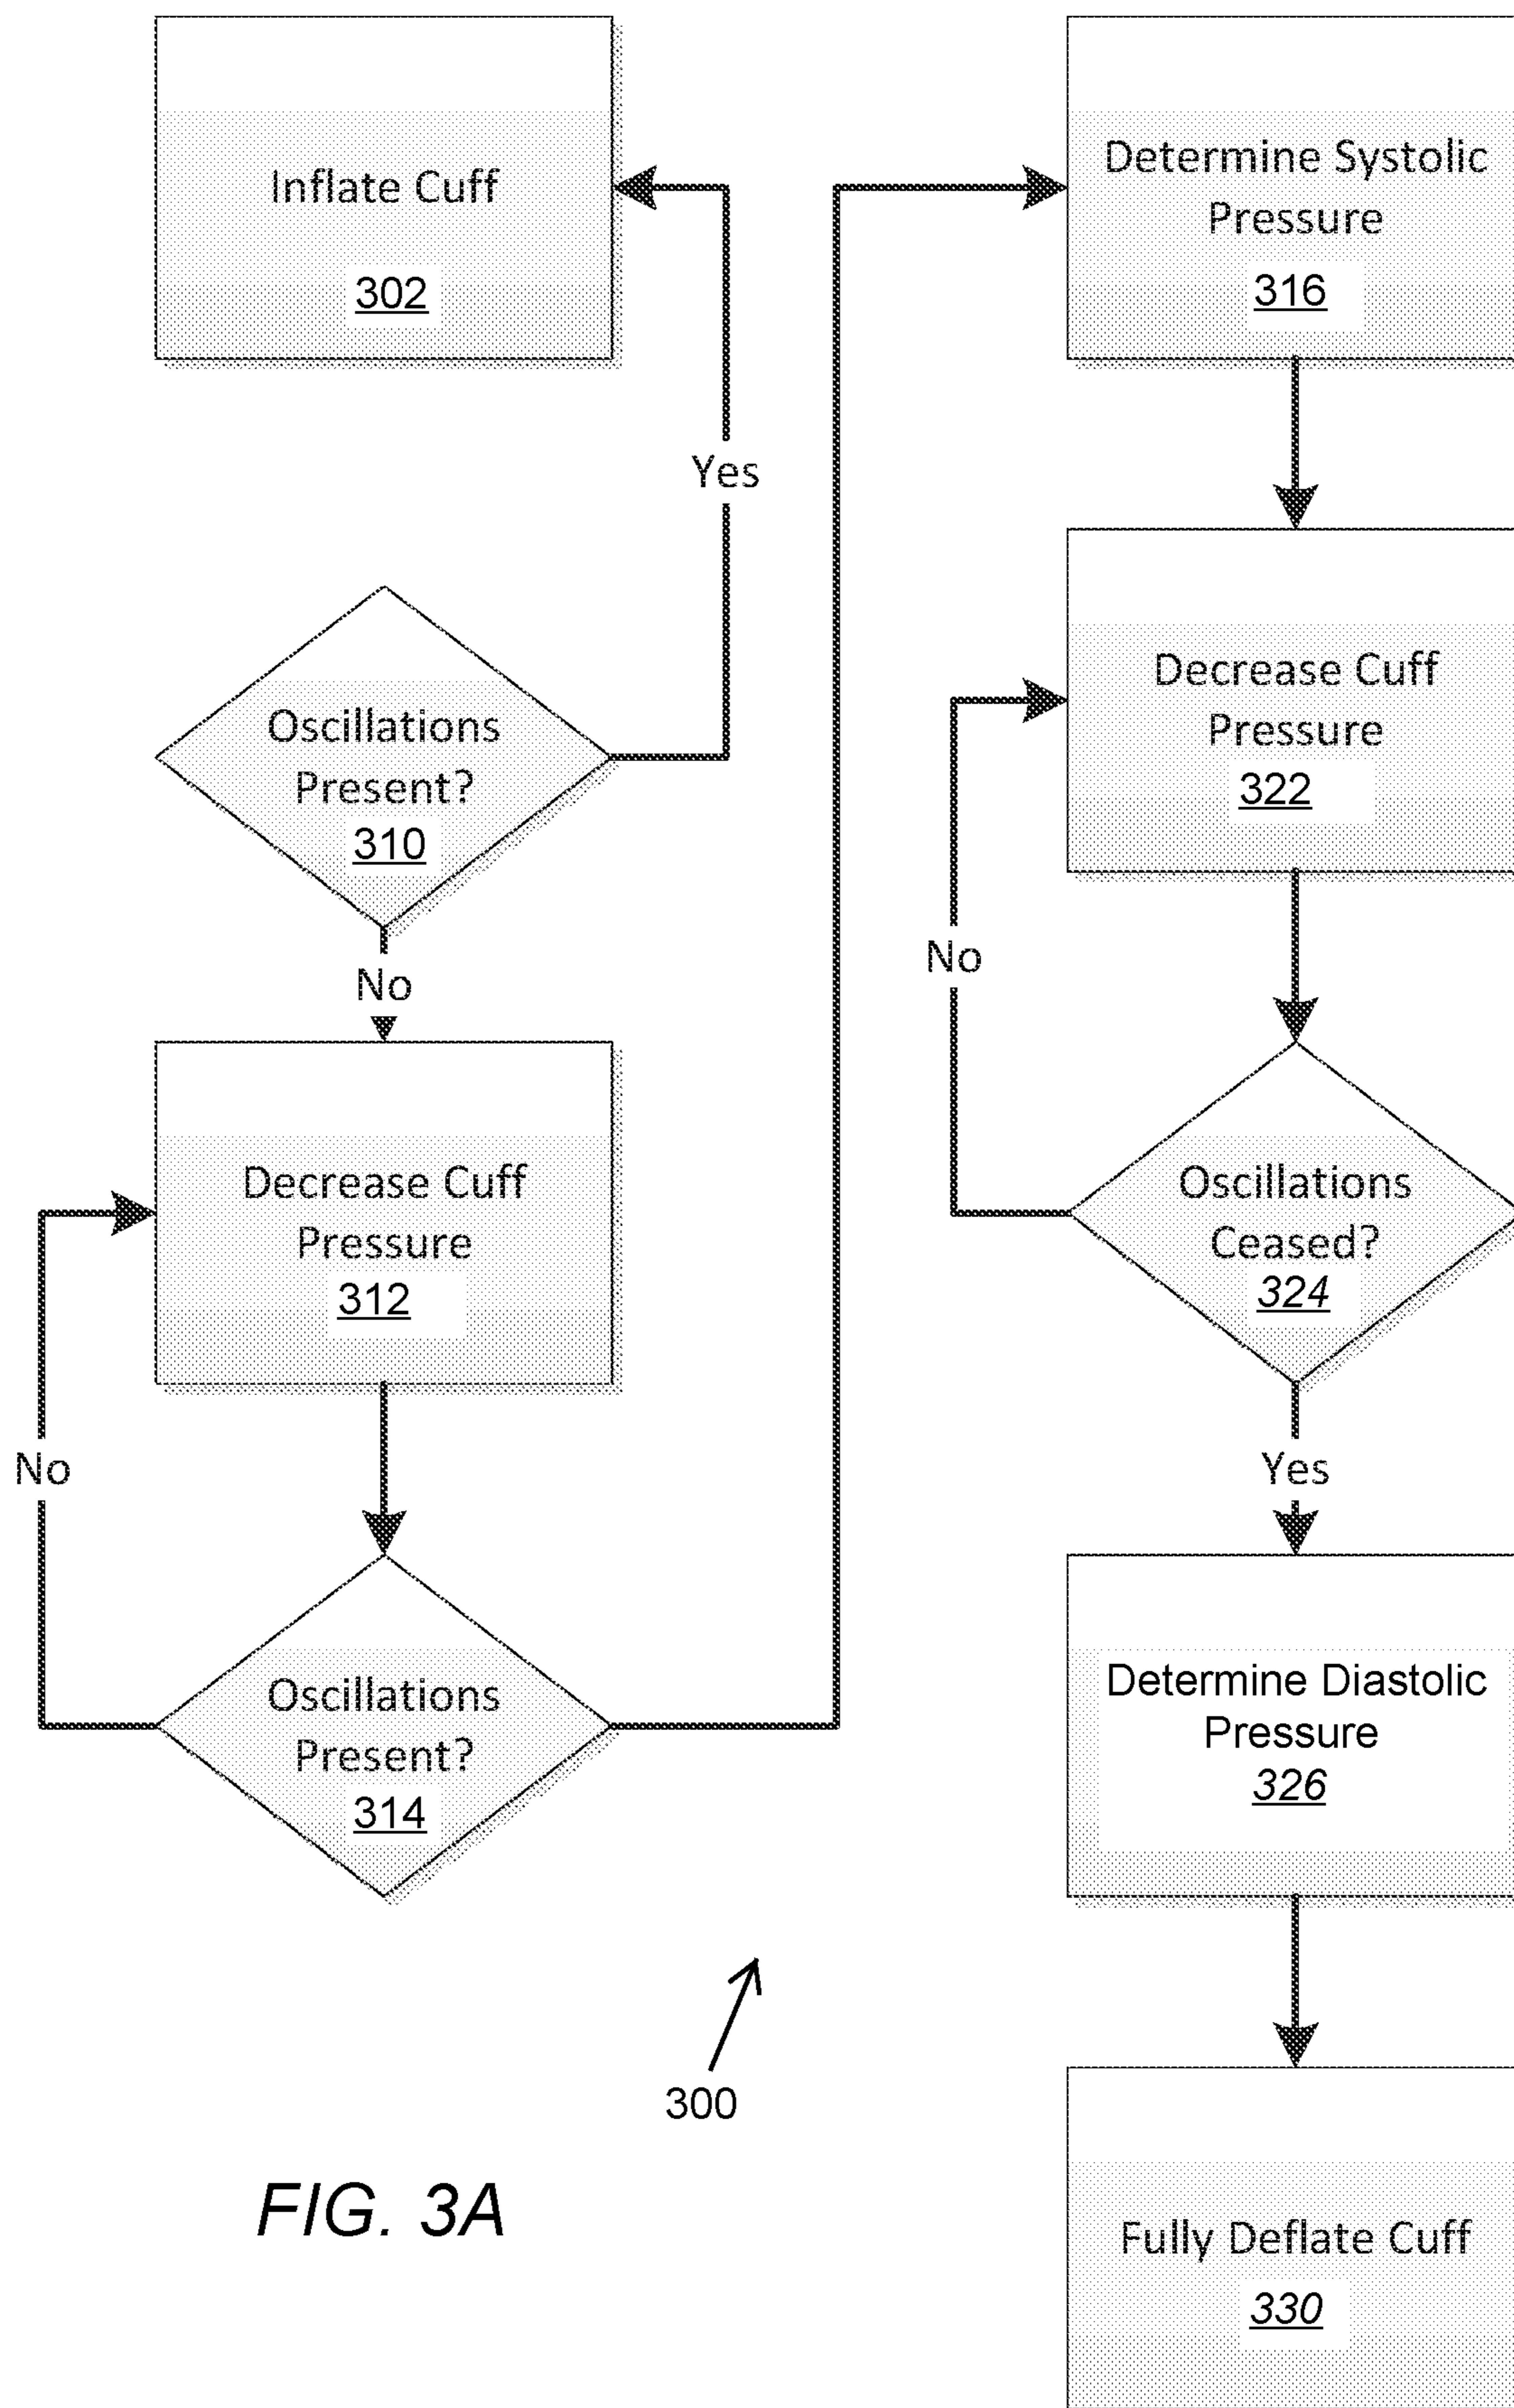 Inflate Cuff
302
Yes
Oscillations
Present?
310
No
Decrease Cuff
Pressure
312
No
Oscillations
Present?
314
Determine Systolic
Pressure
316
Decrease Cuff
Pressure
322
No
Oscillations
Ceased?
324
Yes
Determine Diastolic
Pressure
326
Fully Deflate Cuff
330
300
FIG. 3A